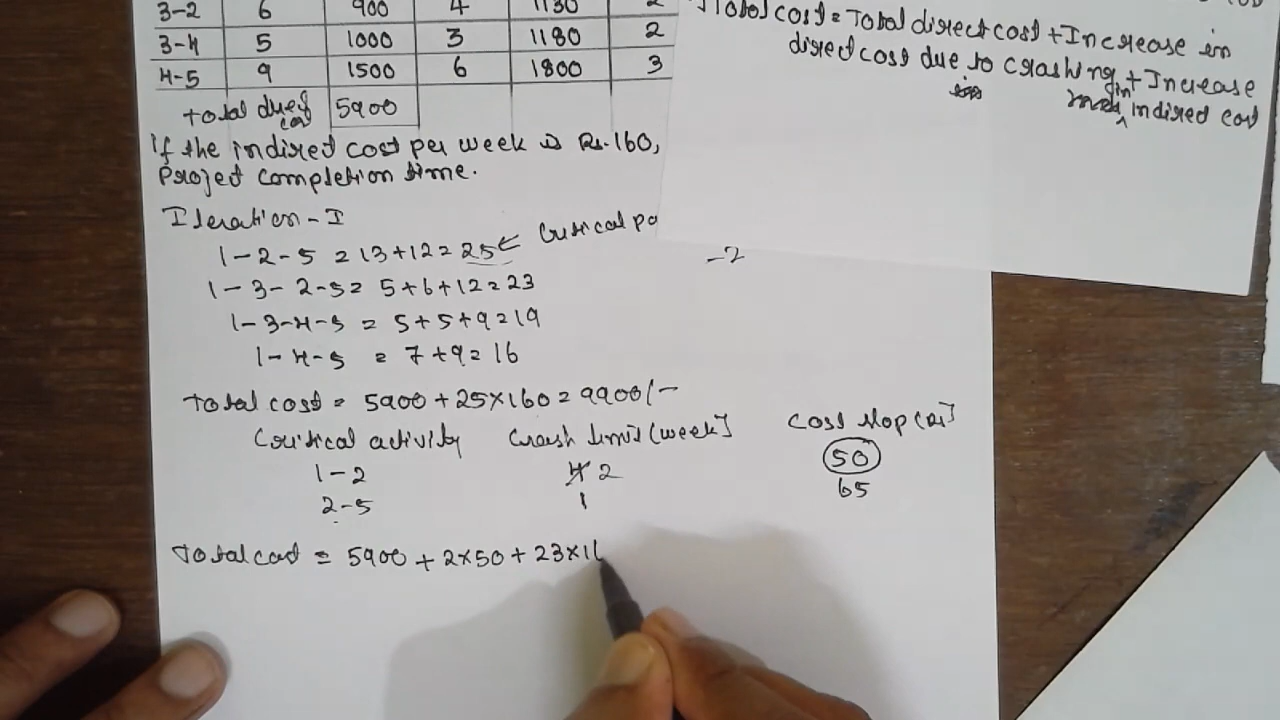 3-2 6 900 4 1130 2
3-4 5 1000 3 1180 2
4-5 9 1500 6 1800 3
5900
Total cost = Total direct cost + Increase in
direct cost due to crashing + Increase
in indirect cost
If the indirect cost per week is Rs. 160,
Project completion time.
Iteration - I
1-2-5 = 13+12 = 25 ← Critical
1-3-2-5 = 5+6+12 = 23
1-3-4-5 = 5+5+9 = 19
1-4-5 = 7+9 = 16
-2
Total cost = 5900 + 25×160 = 9900/-
Critical activity Crash limit (week) Cost slop
1-2 4 2 50
2-5 1 65
Total cost = 5900 + 2×50 + 23×16